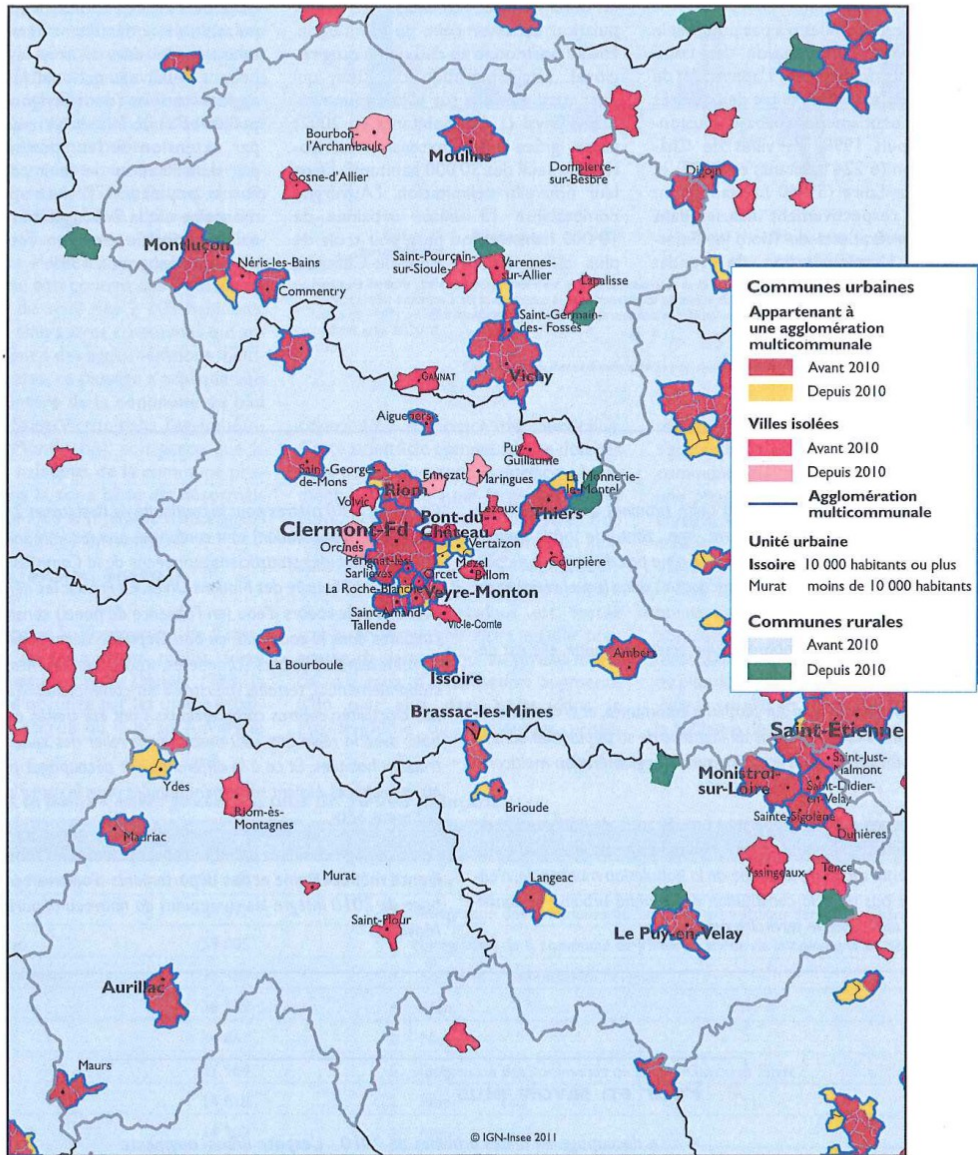 Bourbon
l'Archambault
Moulins
Dompierre-
sur-Besbre
Cosne-d'Allier
Digoin
Montluçon
Néris-les-Bains
Commentry
Saint-Pourçain
-sur-Sioule
Varennes-
sur-Allier
Lapalisse
Saint-Germain
des- Fossés
Vichy
GANNAT
Aigueperse
Puy-
Guillaume
Saint-Georges
de-Mons
Riom
Ennezat
Maringues
La Monnerie-
le-Montel
Volvic
Lezoux
Thiers
Clermont-Fd
Pont-du-
Château
Orcines
Vertaizon
Courpière
Pérignat-lès-
Sarliève
Mezel
Orcet
Billom
La Roche-Blanche
Veyre-Monton
Saint-Amand-
Tallende
Vic-le-Comte
La Bourboule
Issoire
Ambert
Brassac-les-Mines
Brioude
Saint-Étienne
Saint-Just-
Malmont
Monistrol-
sur-Loire
Saint-Didier-
en-Velay
Sainte-Sigolène
Dunières
Yssingeaux
Tence
Ydes
Riom-ès-
Montagnes
Mauriac
Murat
Saint-Flour
Langeac
Le Puy-en-Velay
Aurillac
Maurs
Communes urbaines
Appartenant à
une agglomération
multicommunale
Avant 2010
Depuis 2010
Villes isolées
Avant 2010
Depuis 2010
Agglomération
multicommunale
Unité urbaine
Issoire 10 000 habitants ou plus
Murat moins de 10 000 habitants
Communes rurales
Avant 2010
Depuis 2010
© IGN-Insee 2011